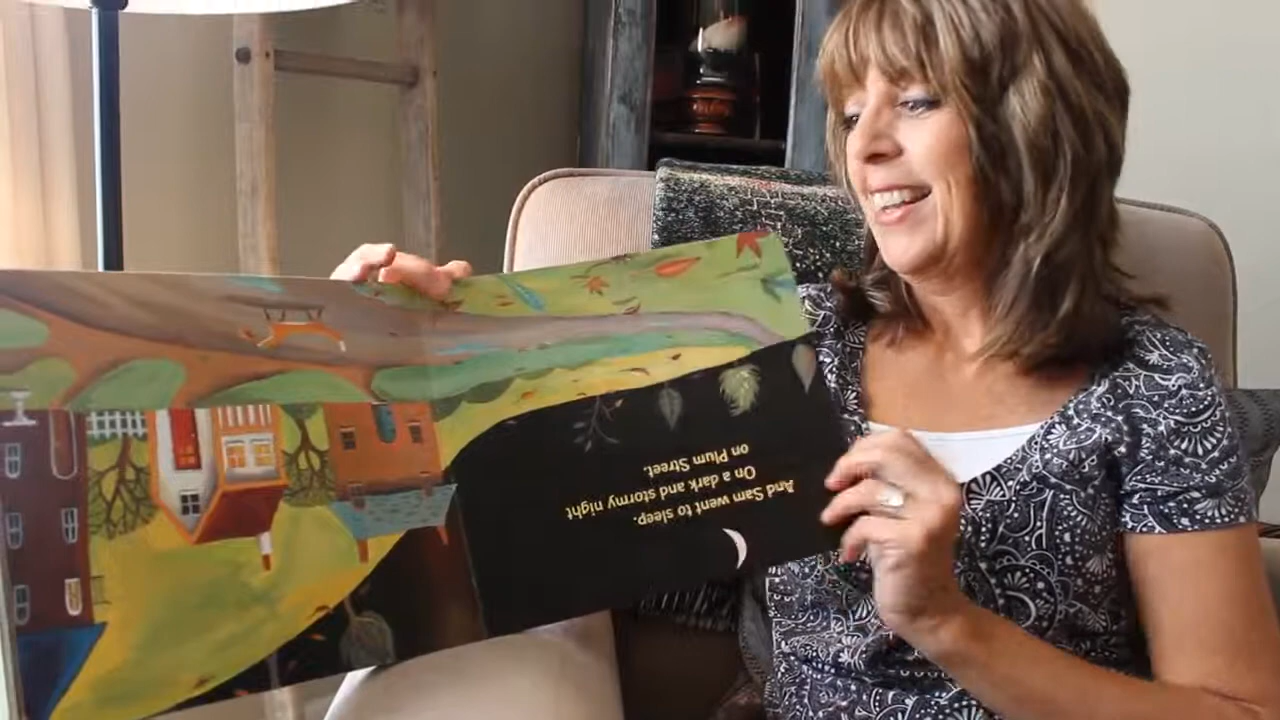 And Sam went to sleep.
On a dark and stormy night
on Plum Street.